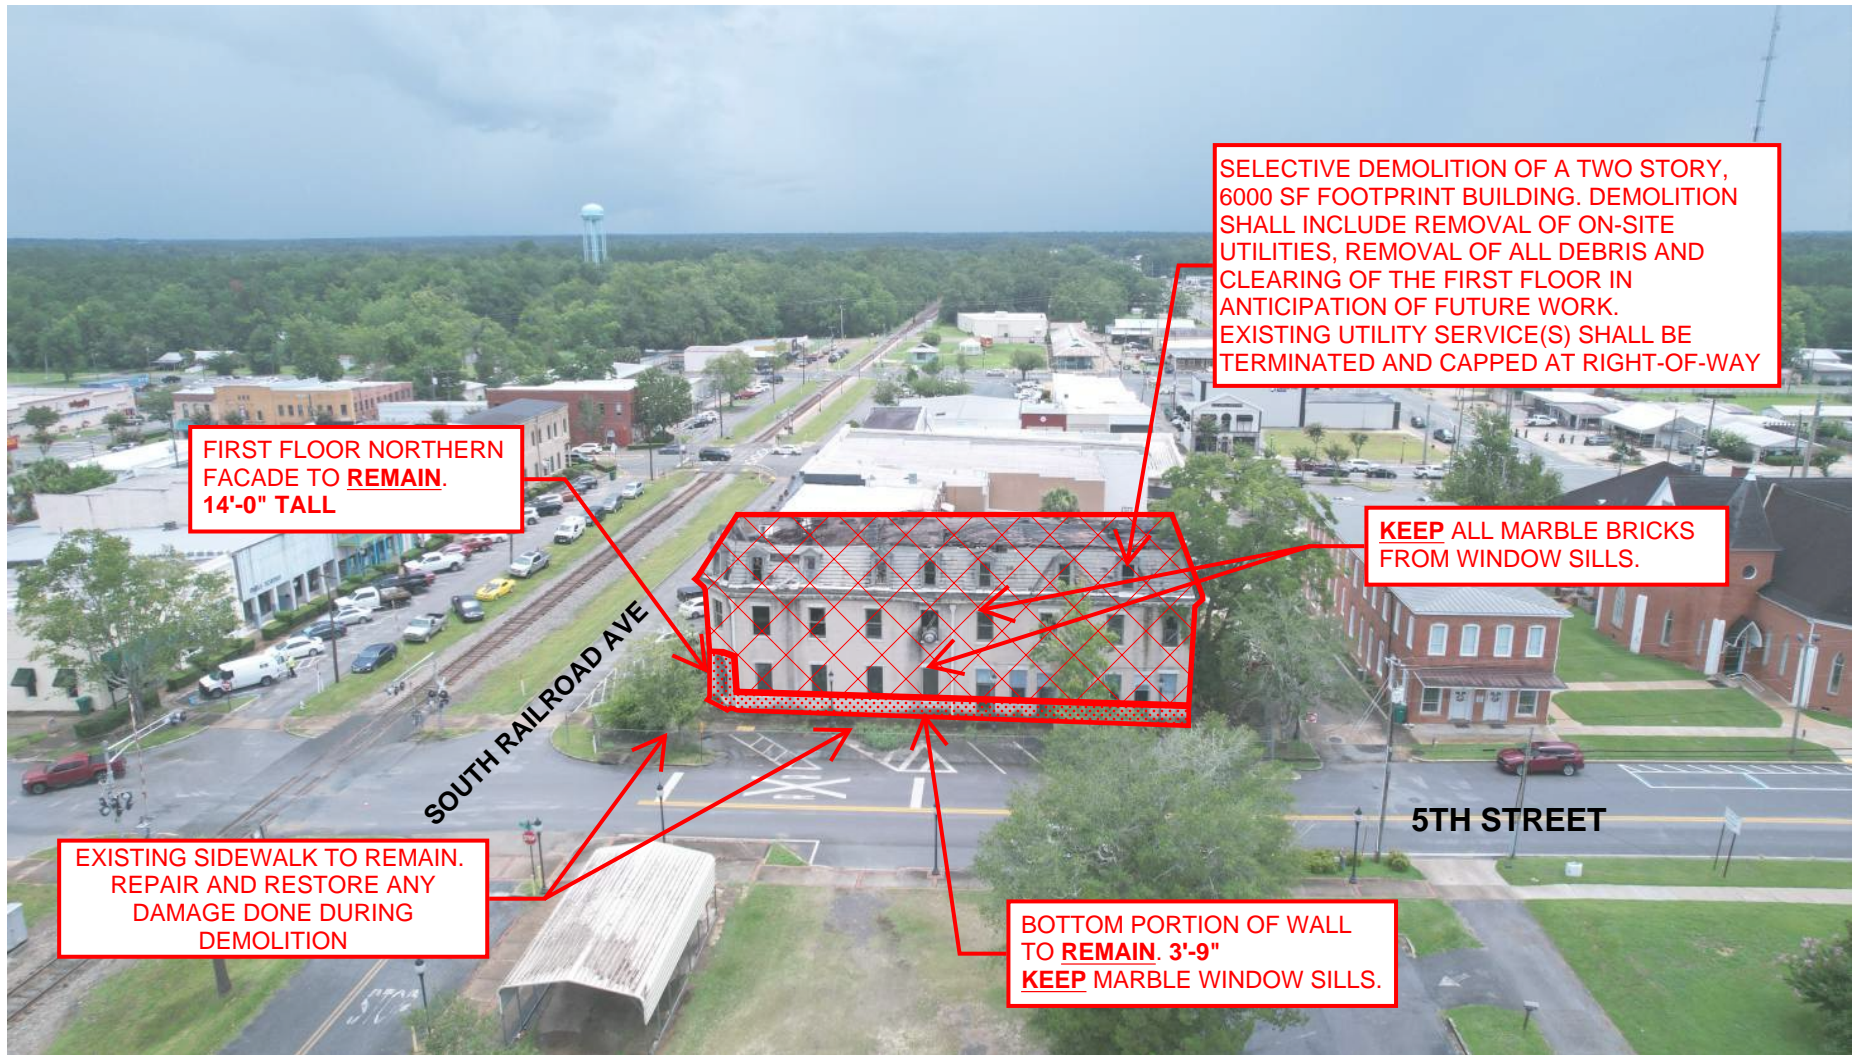 SELECTIVE DEMOLITION OF A TWO STORY,
6000 SF FOOTPRINT BUILDING. DEMOLITION
SHALL INCLUDE REMOVAL OF ON-SITE
UTILITIES, REMOVAL OF ALL DEBRIS AND
CLEARING OF THE FIRST FLOOR IN
ANTICIPATION OF FUTURE WORK.
EXISTING UTILITY SERVICE(S) SHALL BE
TERMINATED AND CAPPED AT RIGHT-OF-WAY
FIRST FLOOR NORTHERN
FACADE TO REMAIN.
14'-0" TALL
KEEP ALL MARBLE BRICKS
FROM WINDOW SILLS.
SOUTH RAILROAD AVE
5TH STREET
EXISTING SIDEWALK TO REMAIN.
REPAIR AND RESTORE ANY
DAMAGE DONE DURING
DEMOLITION
BOTTOM PORTION OF WALL
TO REMAIN. 3'-9"
KEEP MARBLE WINDOW SILLS.